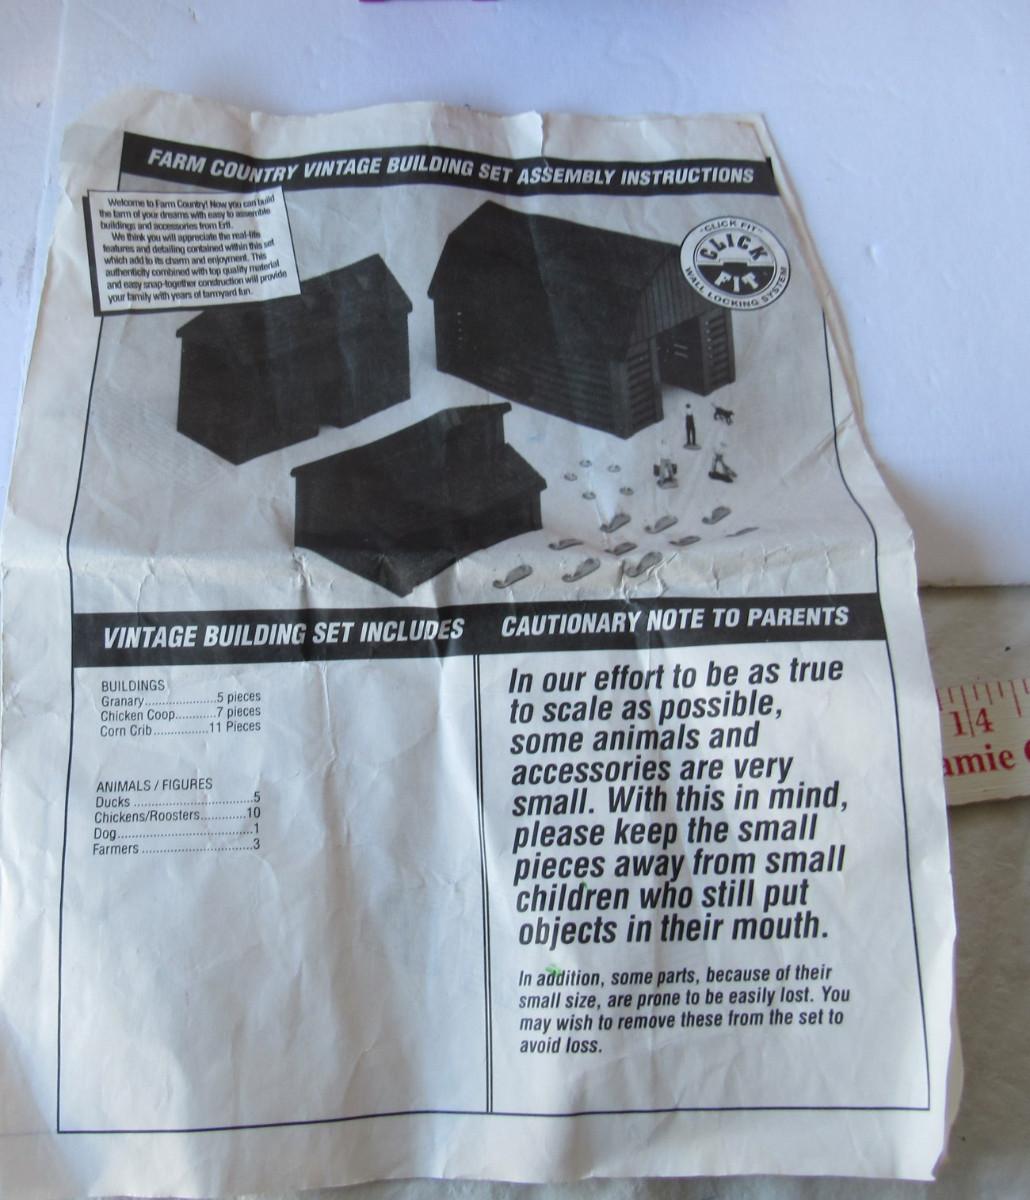 FARM COUNTRY VINTAGE BUILDING SET ASSEMBLY INSTRUCTIONS
Welcome to Farm Country! Now you can build
the farm of your dreams with easy to assemble
buildings and accessories from Ertl.
We think you will appreciate the real-life
features and detailing contained within this set
which add to its charm and enjoyment. This
authenticity combined with top quality material
and easy snap-together construction will provide
your family with years of farmyard fun.
"CLICK FIT"
CLICK
FIT
WALL LOCKING SYSTEM
VINTAGE BUILDING SET INCLUDES
BUILDINGS
Granary.....................5 pieces
Chicken Coop............7 pieces
Corn Crib................11 Pieces
ANIMALS / FIGURES
Ducks ....................................5
Chickens/Roosters.............10
Dog.........................................1
Farmers .................................3
CAUTIONARY NOTE TO PARENTS
In our effort to be as true
to scale as possible,
some animals and
accessories are very
small. With this in mind,
please keep the small
pieces away from small
children who still put
objects in their mouth.
In addition, some parts, because of their
small size, are prone to be easily lost. You
may wish to remove these from the set to
avoid loss.
14